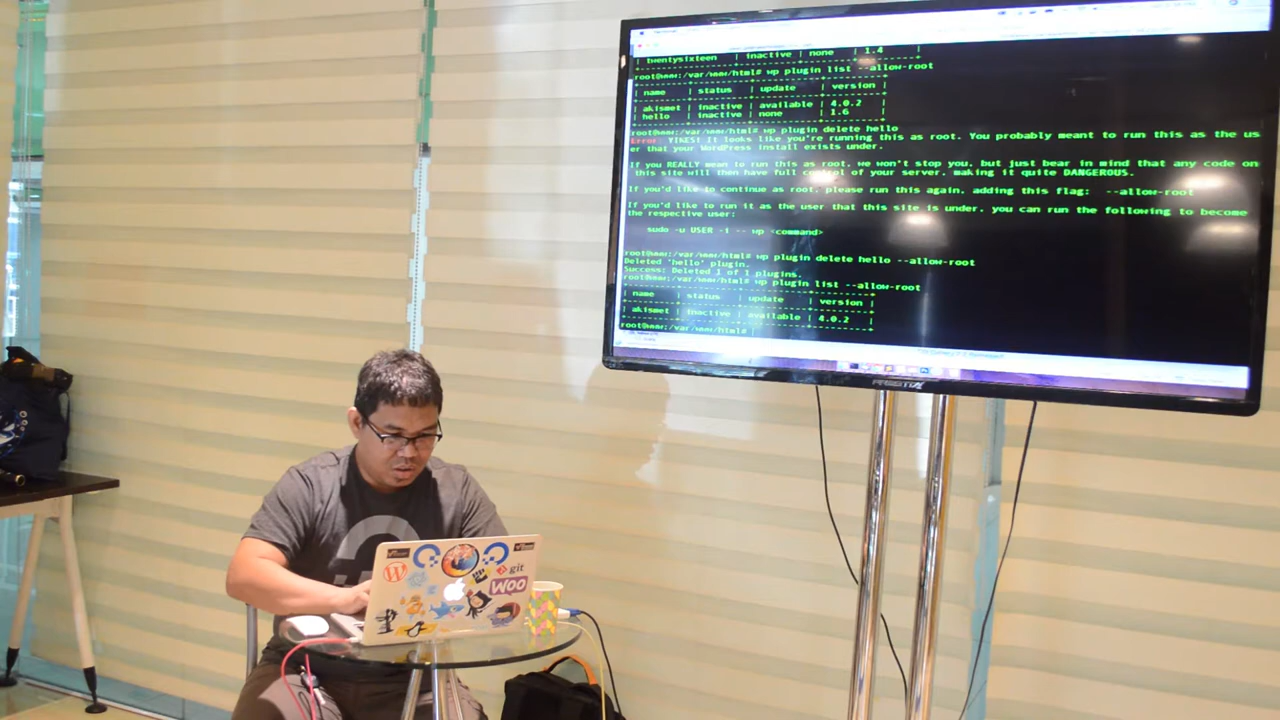 | twentysixteen | inactive | none | 1.4 |
root@www:/var/www/html# wp plugin list --allow-root
| name | status | update | version |
| akismet | inactive | available | 4.0.2 |
| hello | inactive | none | 1.6 |
root@www:/var/www/html# wp plugin delete hello
Error: YIKES! It looks like you're running this as root. You probably meant to run this as the us
er that your WordPress install exists under.
If you REALLY mean to run this as root, we won't stop you, but just bear in mind that any code on
this site will then have full control of your server, making it quite DANGEROUS.
If you'd like to continue as root, please run this again, adding this flag: --allow-root
If you'd like to run it as the user that this site is under, you can run the following to become
the respective user:
sudo -u USER -i -- wp <command>
root@www:/var/www/html# wp plugin delete hello --allow-root
Deleted 'hello' plugin.
Success: Deleted 1 of 1 plugins.
root@www:/var/www/html# wp plugin list --allow-root
| name | status | update | version |
| akismet | inactive | available | 4.0.2 |
root@www:/var/www/html#
git
WOO